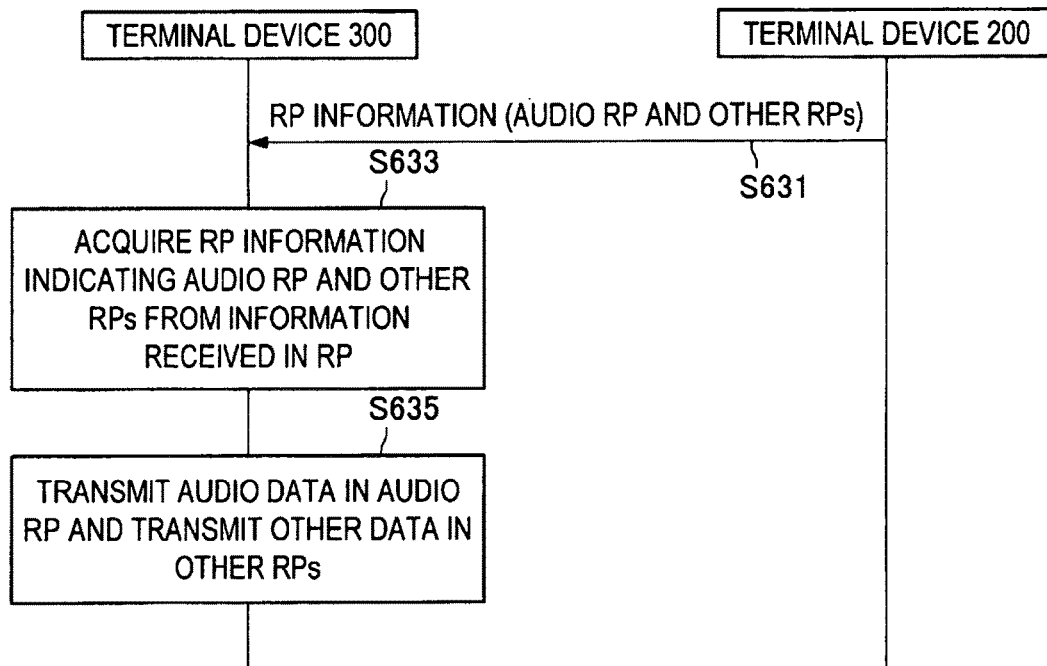 TERMINAL DEVICE 300
TERMINAL DEVICE 200
RP INFORMATION (AUDIO RP AND OTHER RPs)
S631
S633
ACQUIRE RP INFORMATION
INDICATING AUDIO RP AND OTHER
RPs FROM INFORMATION
RECEIVED IN RP
S635
TRANSMIT AUDIO DATA IN AUDIO
RP AND TRANSMIT OTHER DATA IN
OTHER RPs